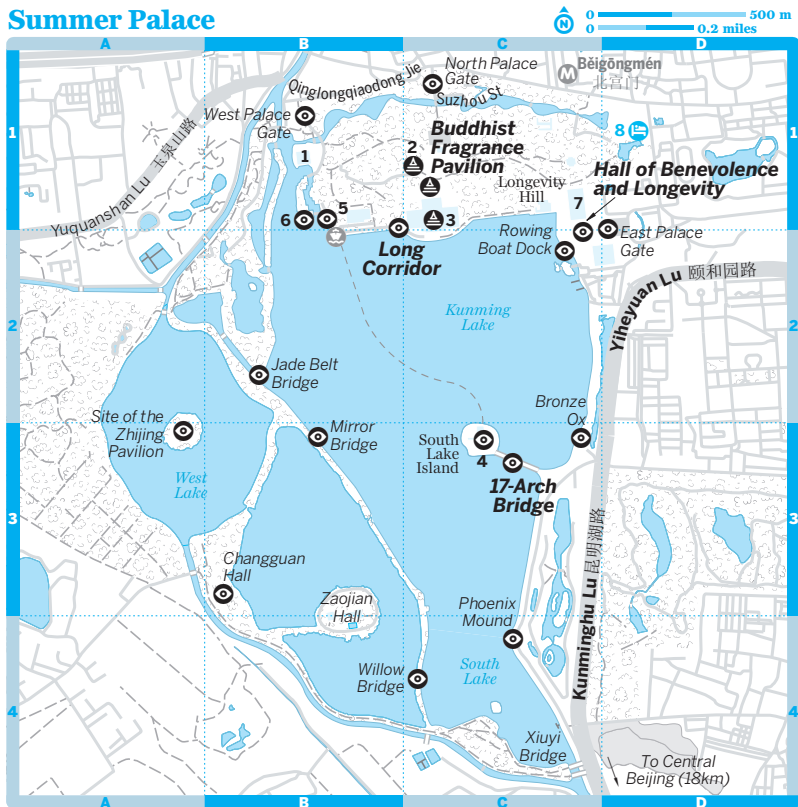 Summer Palace
N
0 500 m
0 0.2 miles
A B C D
1
2
3
4
1
2
3
4
Qinglongqiaodong Jie
North Palace
Gate
Suzhou St
Běigōngmén
北宫门
M
West Palace
Gate
Yuquanshan Lu 玉泉山路
1
2
Buddhist
Fragrance
Pavilion
8
Longevity
Hill
Hall of Benevolence
and Longevity
7
6
5
3
Long
Corridor
Rowing
Boat Dock
East Palace
Gate
Kunming
Lake
Yiheyuan Lu 颐和园路
Jade Belt
Bridge
Bronze
Ox
Site of the
Zhijing
Pavilion
Mirror
Bridge
South
Lake
Island
4
17-Arch
Bridge
West
Lake
Kunminghu Lu 昆明湖路
Changguan
Hall
Zaojian
Hall
Phoenix
Mound
Willow
Bridge
South
Lake
Xiuyi
Bridge
To Central
Beijing (18km)
A B C D